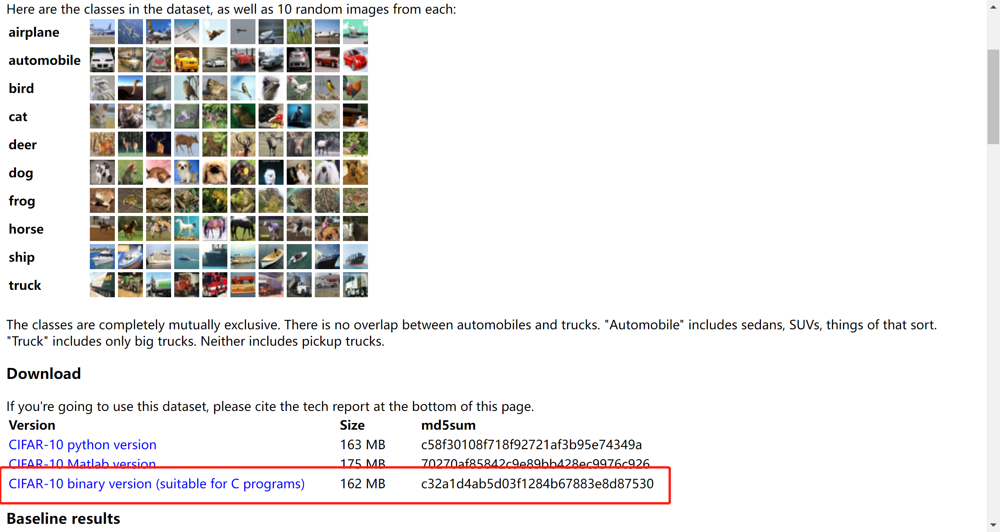 Here are the classes in the dataset, as well as 10 random images from each:
airplane
automobile
bird
cat
deer
dog
frog
horse
ship
truck
The classes are completely mutually exclusive. There is no overlap between automobiles and trucks. "Automobile" includes sedans, SUVs, things of that sort.
"Truck" includes only big trucks. Neither includes pickup trucks.
Download
If you're going to use this dataset, please cite the tech report at the bottom of this page.
Version Size md5sum
CIFAR-10 python version 163 MB c58f30108f718f92721af3b95e74349a
CIFAR-10 Matlab version 175 MB 70270af85842c9e89bb428ec9976c926
CIFAR-10 binary version (suitable for C programs) 162 MB c32a1d4ab5d03f1284b67883e8d87530
Baseline results